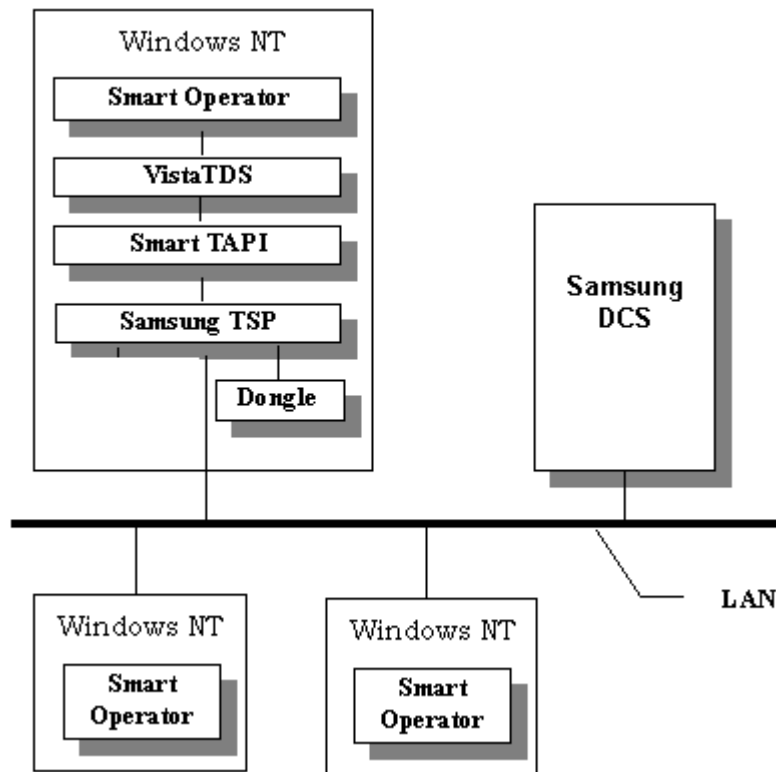 Windows NT
Smart Operator
VistaTDS
Smart TAPI
Samsung TSP
Dongle
Samsung
DCS
LAN
Windows NT
Smart
Operator
Windows NT
Smart
Operator